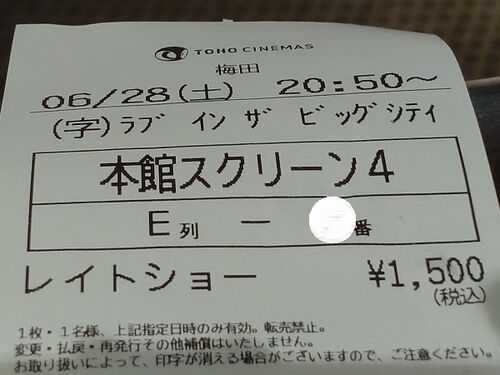 TOHO CINEMAS
梅田
06/28(土) 20:50～
(字)ラブ イン ザ ビッグシティ
本館スクリーン4
E列 ー 番
レイトショー ¥1,500
(税込)
1枚・1名様、上記指定日時のみ有効。転売禁止。
変更・払戻・再発行その他補償はいたしません。
お取り扱いによって、印字が消える場合がございますので、ご注意ください。